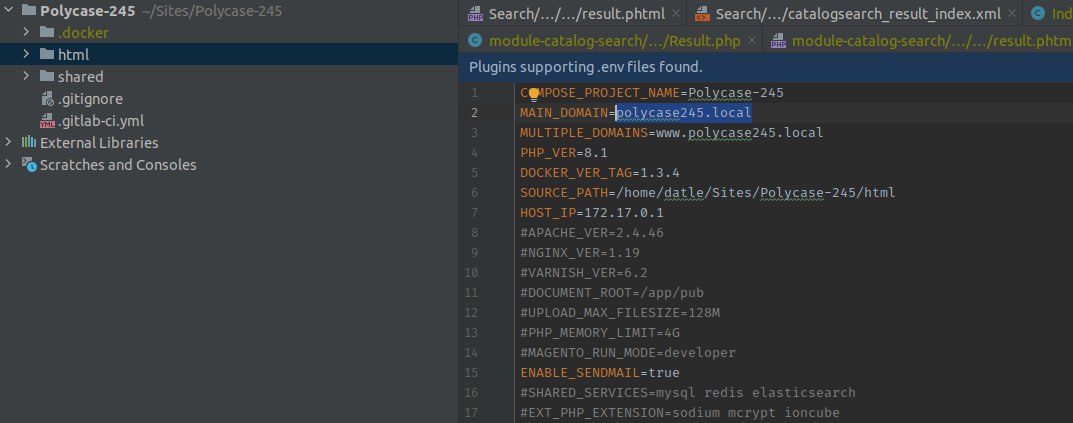 Polycase-245 ~/Sites/Polycase-245
.docker
html
shared
.gitignore
.gitlab-ci.yml
External Libraries
Scratches and Consoles
Search/.../.../result.phtml
Search/.../catalogsearch_result_index.xml
Ind
module-catalog-search/.../Result.php
module-catalog-search/.../.../result.phtm
Plugins supporting .env files found.
1 COMPOSE_PROJECT_NAME=Polycase-245
2 MAIN_DOMAIN=polycase245.local
3 MULTIPLE_DOMAINS=www.polycase245.local
4 PHP_VER=8.1
5 DOCKER_VER_TAG=1.3.4
6 SOURCE_PATH=/home/datle/Sites/Polycase-245/html
7 HOST_IP=172.17.0.1
8 #APACHE_VER=2.4.46
9 #NGINX_VER=1.19
10 #VARNISH_VER=6.2
11 #DOCUMENT_ROOT=/app/pub
12 #UPLOAD_MAX_FILESIZE=128M
13 #PHP_MEMORY_LIMIT=4G
14 #MAGENTO_RUN_MODE=developer
15 ENABLE_SENDMAIL=true
16 #SHARED_SERVICES=mysql redis elasticsearch
17 #EXT_PHP_EXTENSION=sodium mcrypt ioncube